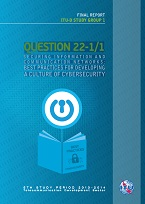 FINAL REPORT
ITU-D STUDY GROUP 1
QUESTION 22-1/1
SECURING INFORMATION AND
COMMUNICATION NETWORKS:
BEST PRACTICES FOR DEVELOPING
A CULTURE OF CYBERSECURITY
5TH STUDY PERIOD 2010-2014